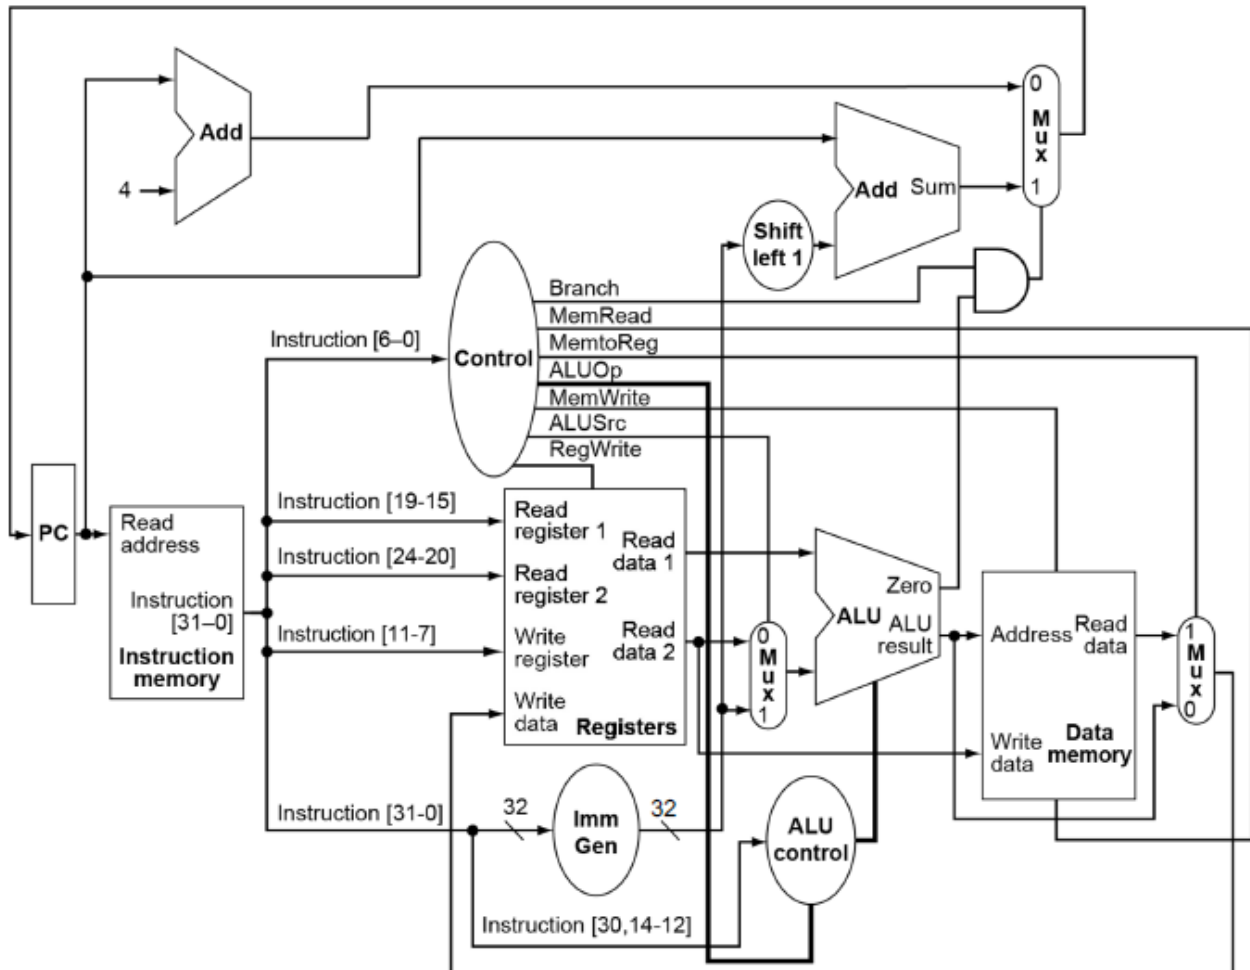 Add
4
Add Sum
0
Mux
1
Shift
left 1
Branch
MemRead
MemtoReg
ALUOp
MemWrite
ALUSrc
RegWrite
Control
Instruction [6–0]
Instruction [19-15]
Instruction [24-20]
Instruction [11-7]
Instruction [31-0]
Instruction [30,14-12]
PC
Read
address
Instruction
[31–0]
Instruction
memory
Read
register 1
Read
register 2
Write
register
Write
data
Read
data 1
Read
data 2
Registers
32
Imm
Gen
32
0
Mux
1
Zero
ALU
ALU
result
ALU
control
Address
Read
data
Write
data
Data
memory
1
Mux
0